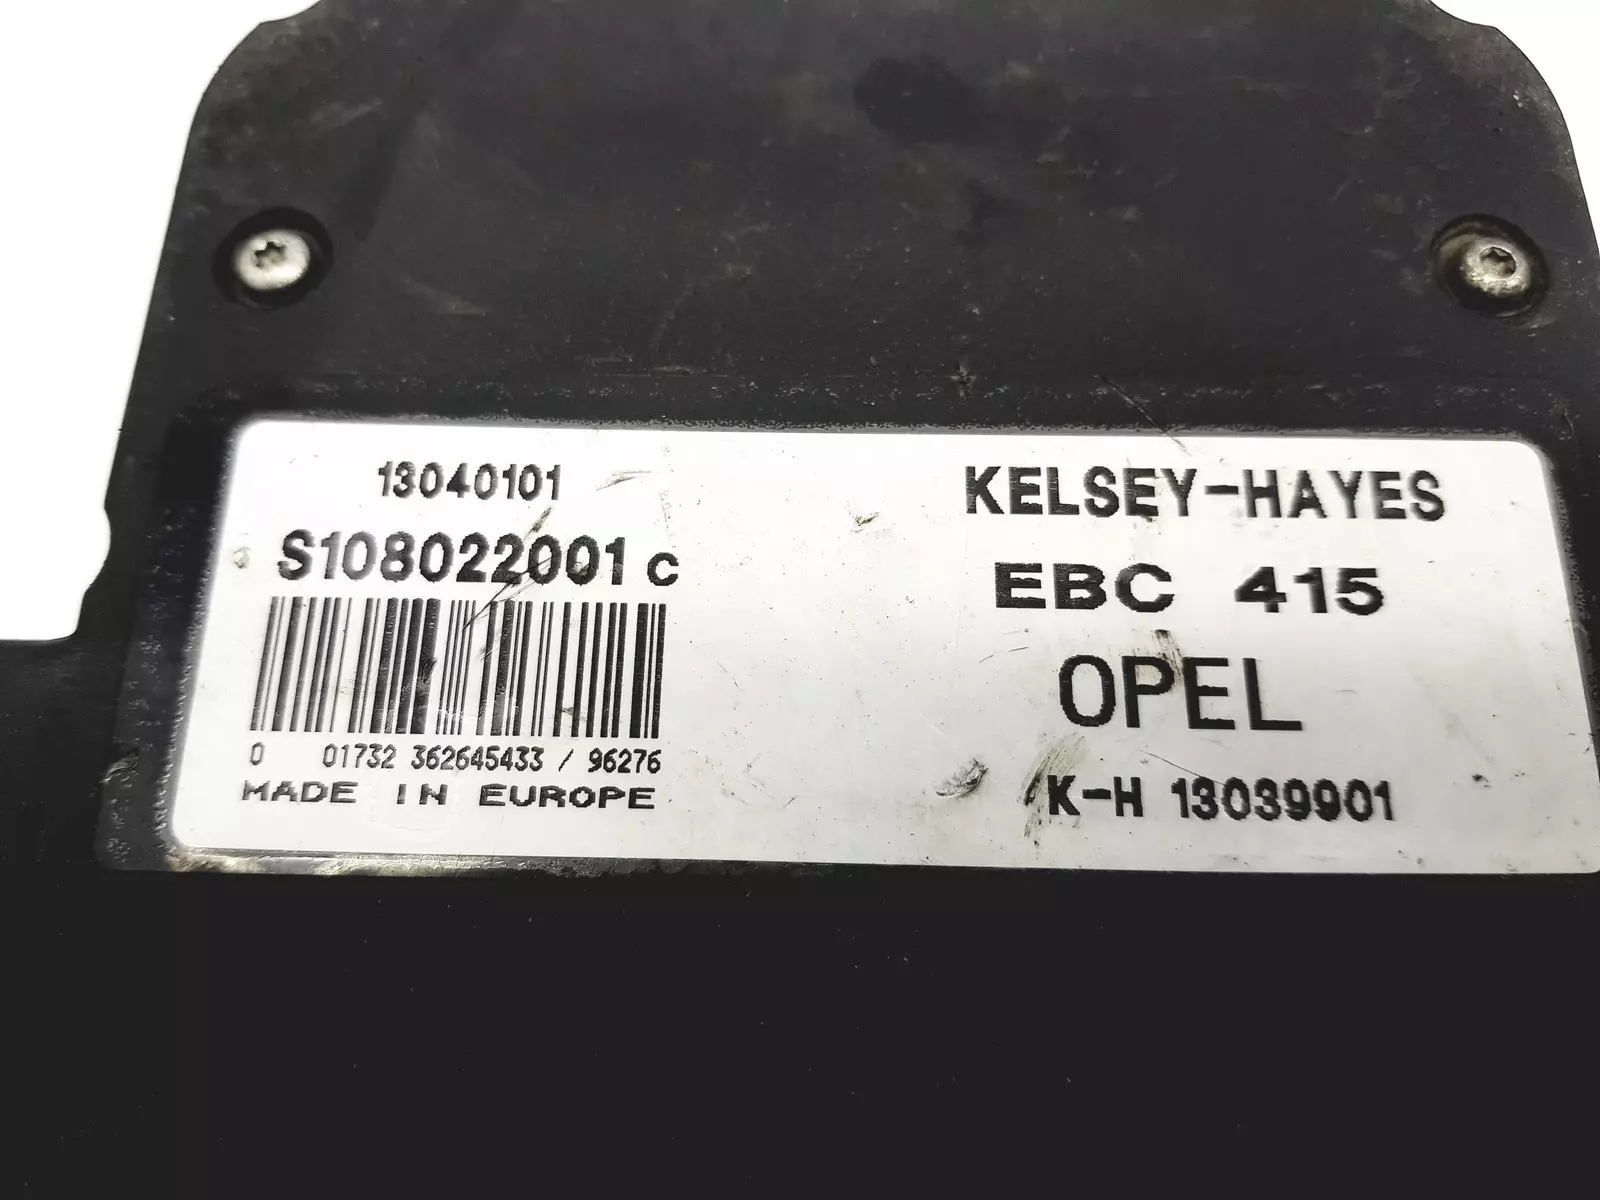 13040101
S108022001 C
0 01732 362645433 / 96276
MADE IN EUROPE
KELSEY-HAYES
EBC 415
OPEL
K-H 13039901